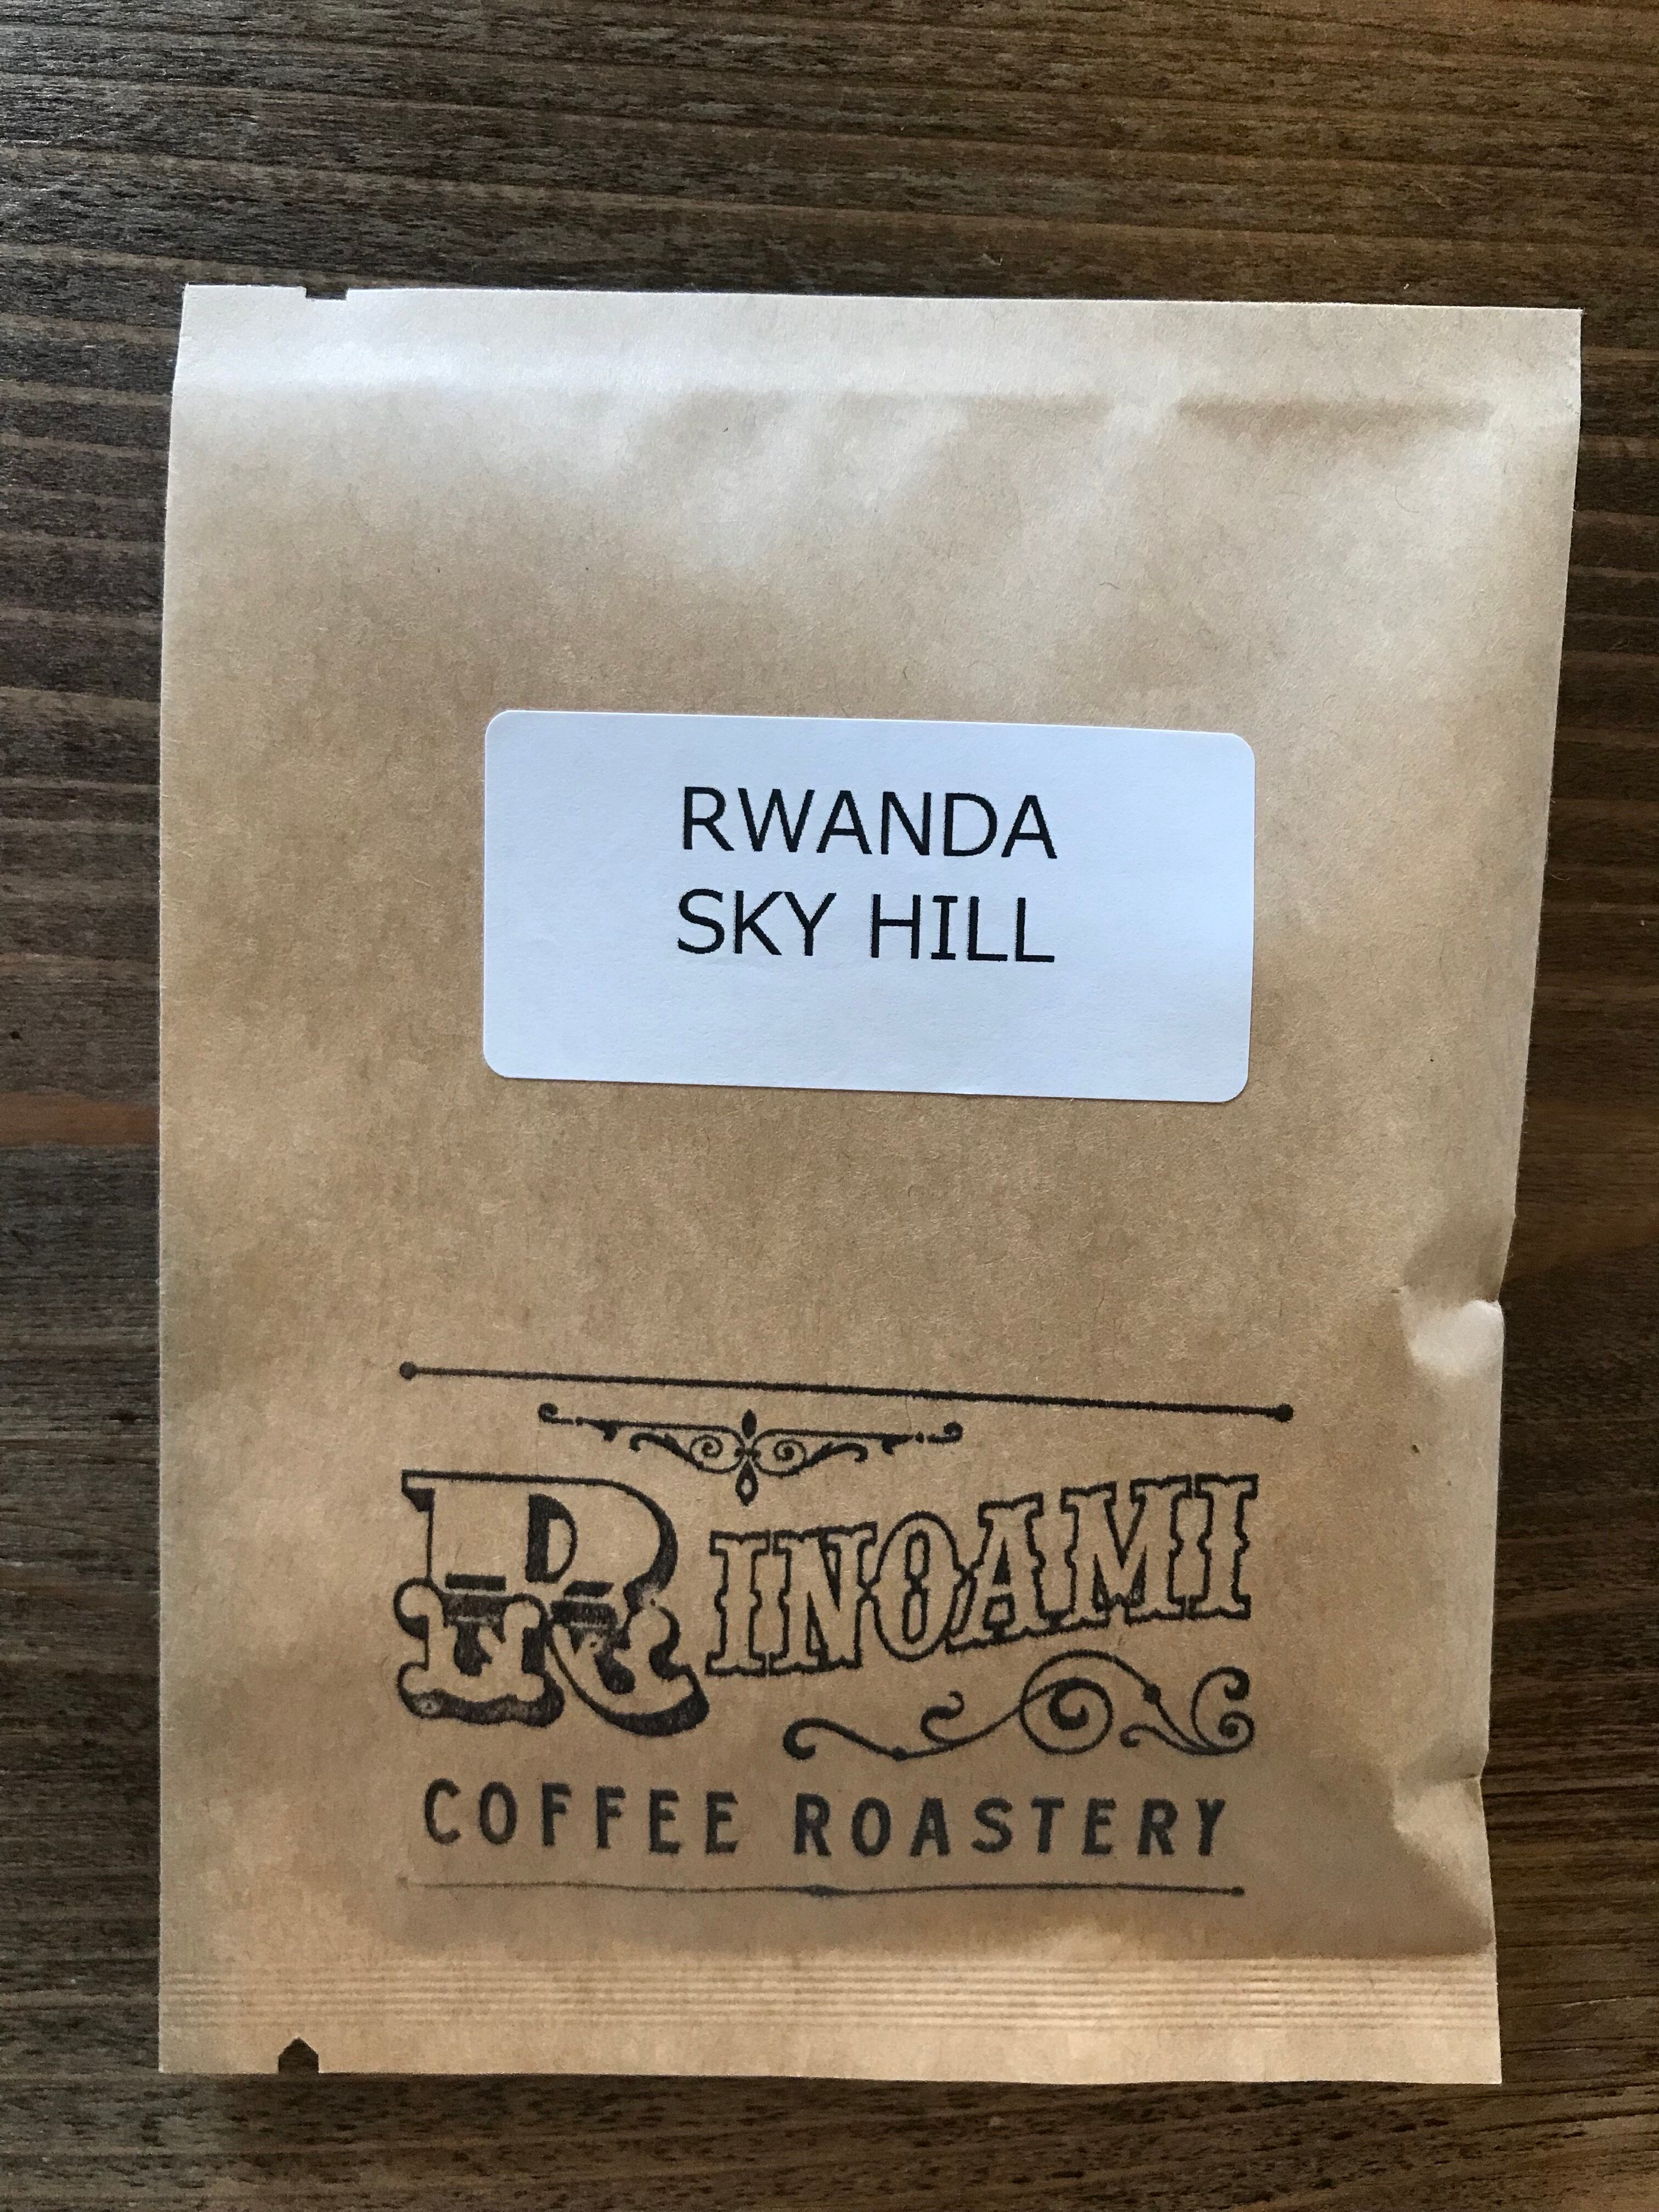 RWANDA
SKY HILL
RINOAMI
COFFEE ROASTERY